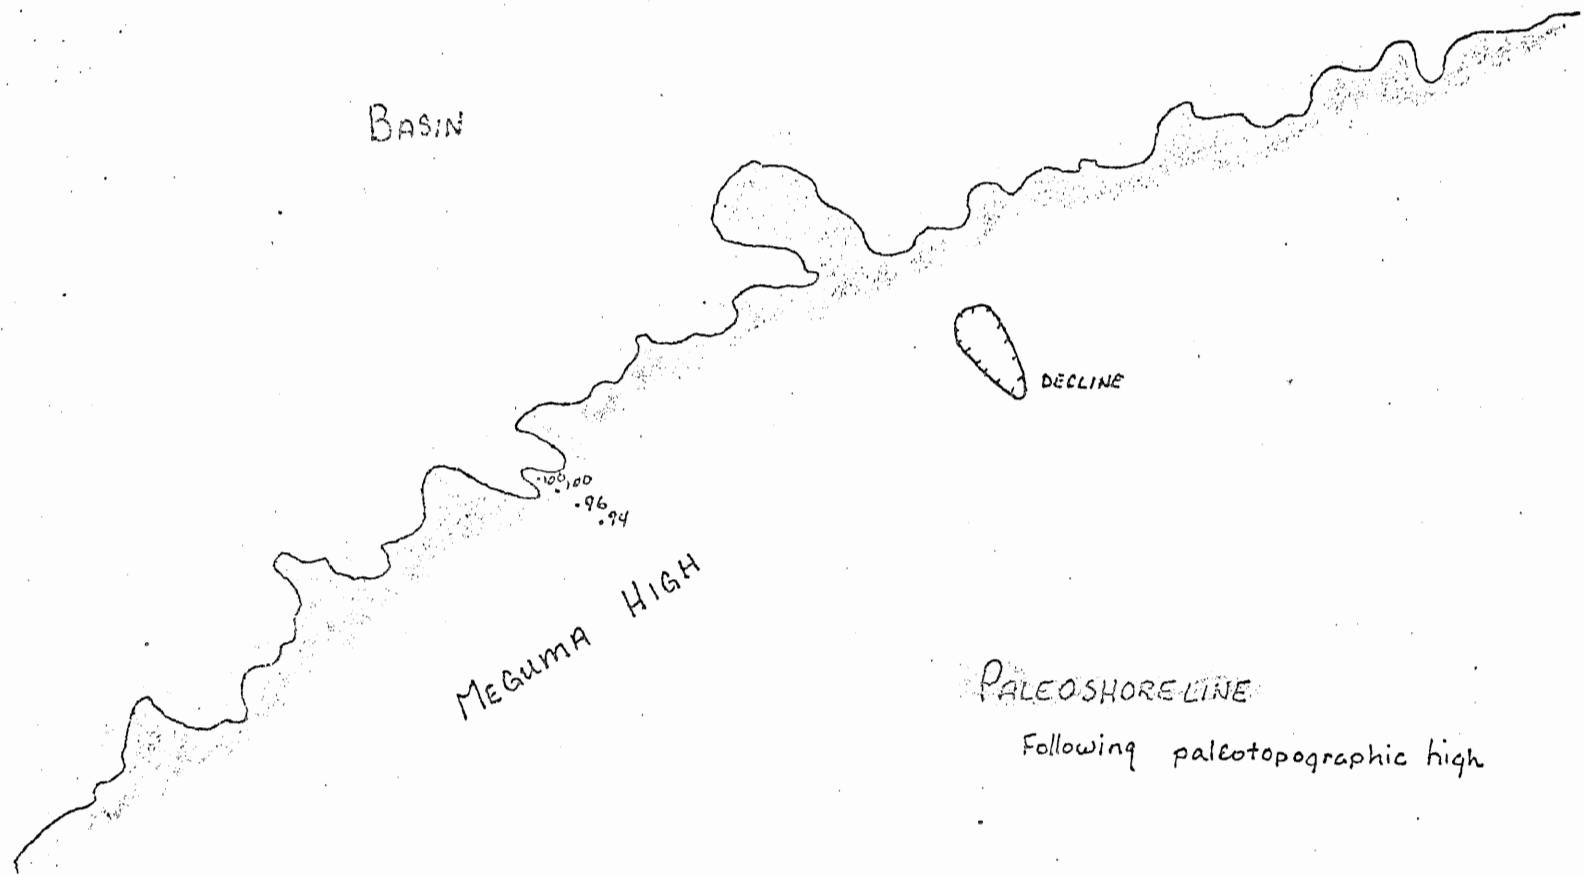 BASIN
DECLINE
.100
.100
.96
.94
MEGUMA HIGH
PALEOSHORELINE
Following paleotopographic high